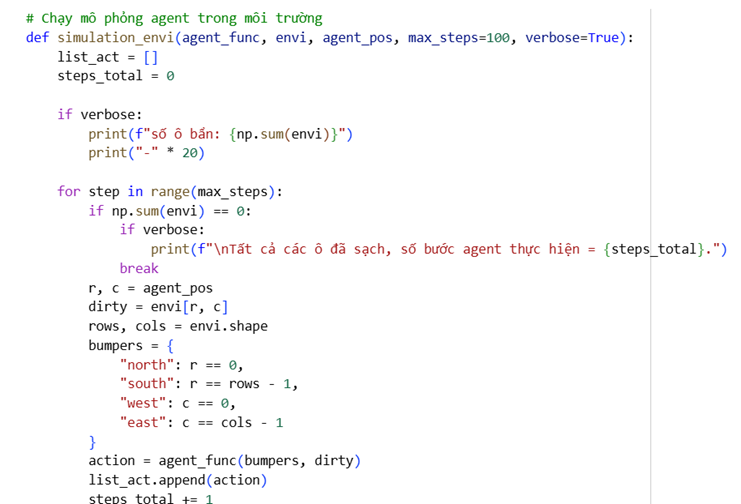 # Chạy mô phỏng agent trong môi trường
def simulation_envi(agent_func, envi, agent_pos, max_steps=100, verbose=True):
    list_act = []
    steps_total = 0

    if verbose:
        print(f"số ô bẩn: {np.sum(envi)}")
        print("-" * 20)

    for step in range(max_steps):
        if np.sum(envi) == 0:
            if verbose:
                print(f"\nTất cả các ô đã sạch, số bước agent thực hiện = {steps_total}.")
            break
        r, c = agent_pos
        dirty = envi[r, c]
        rows, cols = envi.shape
        bumpers = {
            "north": r == 0,
            "south": r == rows - 1,
            "west": c == 0,
            "east": c == cols - 1
        }
        action = agent_func(bumpers, dirty)
        list_act.append(action)
        steps_total += 1